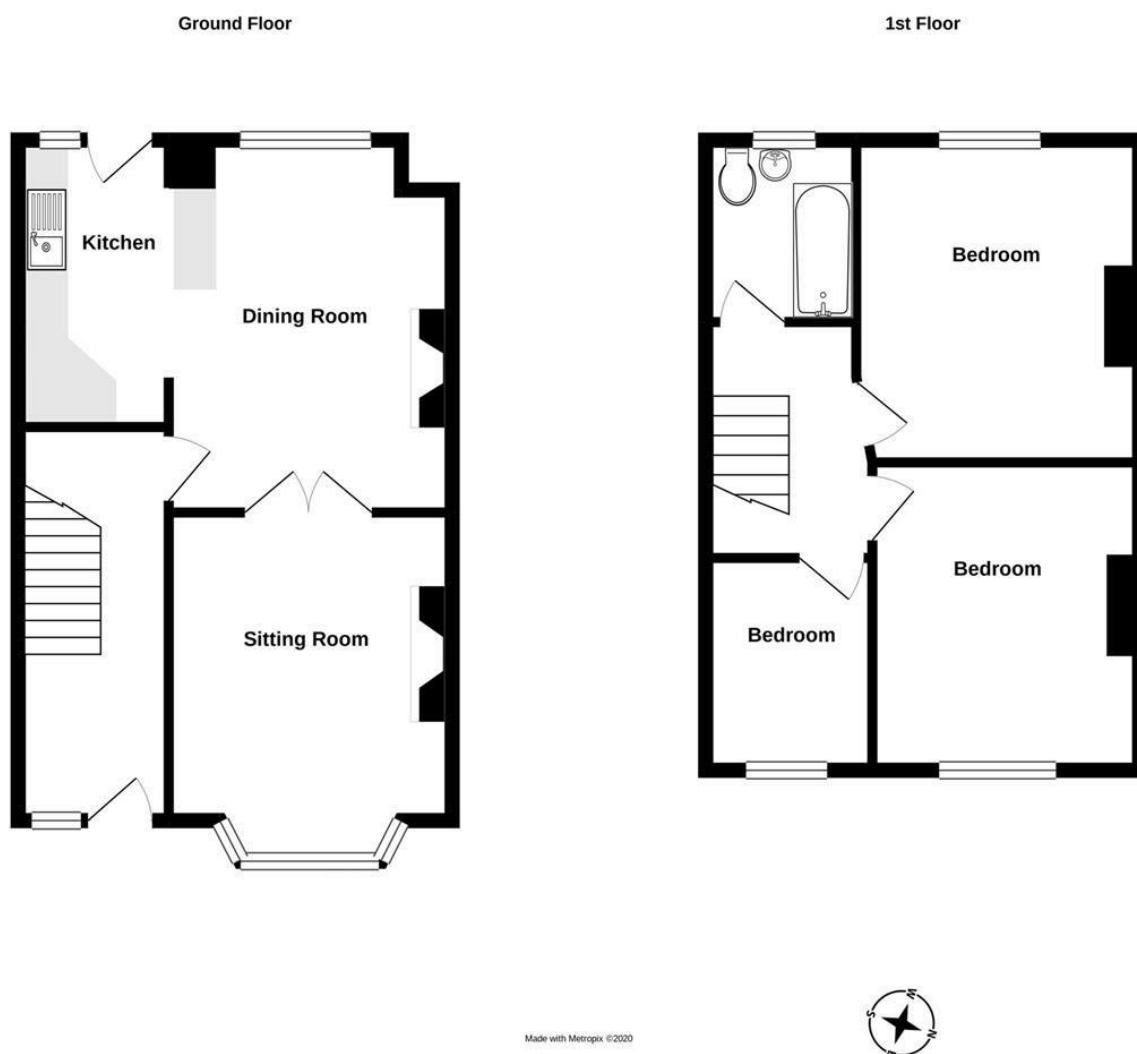 Ground Floor
1st Floor
Kitchen
Dining Room
Sitting Room
Bedroom
Bedroom
Bedroom
Made with Metropix ©2020
W
S
N